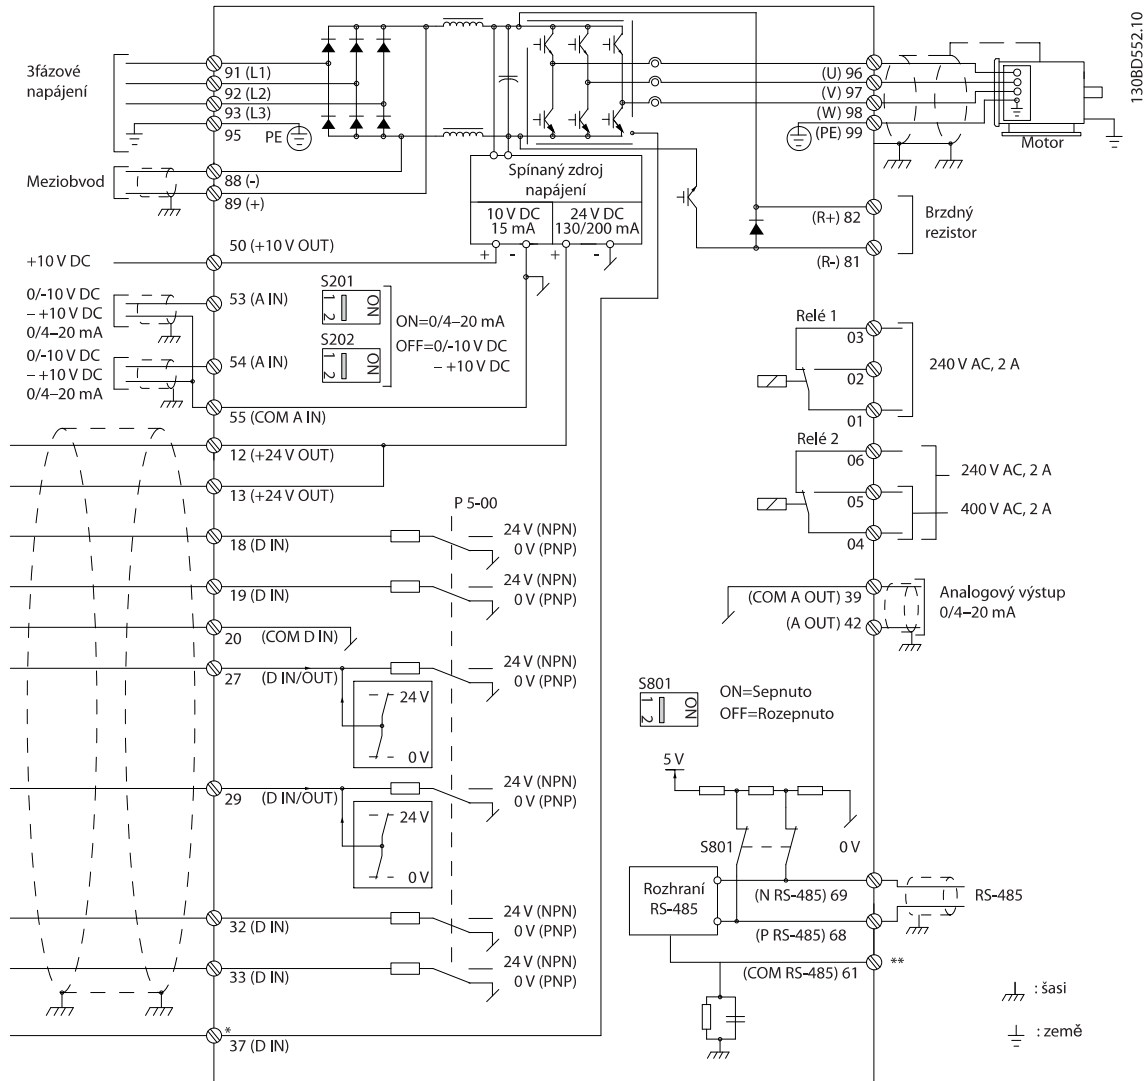 130BD552.10
3fázové
napájení
91 (L1)
92 (L2)
93 (L3)
95
PE
(U) 96
(V) 97
(W) 98
(PE) 99
Motor
Meziobvod
88 (-)
89 (+)
Spínaný zdroj
napájení
10 V DC
15 mA
24 V DC
130/200 mA
+
-
+
-
(R+) 82
(R-) 81
Brzdný
rezistor
+10 V DC
50 (+10 V OUT)
0/-10 V DC
– +10 V DC
0/4–20 mA
53 (A IN)
0/-10 V DC
– +10 V DC
0/4–20 mA
54 (A IN)
55 (COM A IN)
S201
1
2
ON
S202
1
2
ON
ON=0/4–20 mA
OFF=0/-10 V DC
– +10 V DC
Relé 1
03
02
01
240 V AC, 2 A
Relé 2
06
05
04
240 V AC, 2 A
400 V AC, 2 A
12 (+24 V OUT)
13 (+24 V OUT)
P 5-00
18 (D IN)
24 V (NPN)
0 V (PNP)
19 (D IN)
24 V (NPN)
0 V (PNP)
20 (COM D IN)
27 (D IN/OUT)
24 V (NPN)
0 V (PNP)
24 V
0 V
29 (D IN/OUT)
24 V (NPN)
0 V (PNP)
24 V
0 V
32 (D IN)
24 V (NPN)
0 V (PNP)
33 (D IN)
24 V (NPN)
0 V (PNP)
*
37 (D IN)
(COM A OUT) 39
(A OUT) 42
Analogový výstup
0/4–20 mA
S801
1
2
ON
ON=Sepnuto
OFF=Rozepnuto
5 V
S801
0 V
Rozhraní
RS-485
(N RS-485) 69
(P RS-485) 68
(COM RS-485) 61
RS-485
**
: šasi
: země